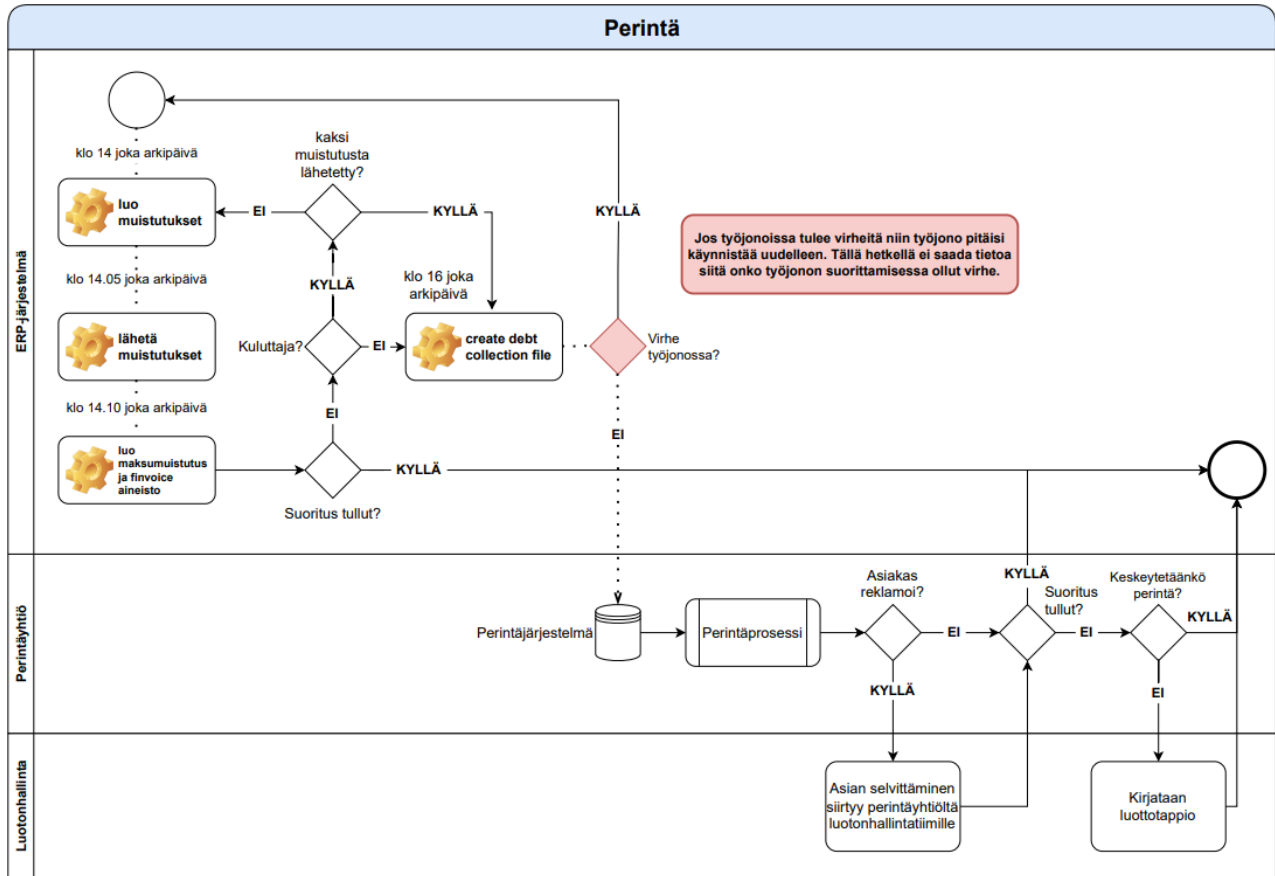 Perintä
ERP-järjestelmä
klo 14 joka arkipäivä
luo
muistutukset
klo 14.05 joka arkipäivä
lähetä
muistutukset
klo 14.10 joka arkipäivä
luo
maksumuistutus
ja finvoice
aineisto
kaksi
muistutusta
lähetetty?
EI
KYLLÄ
KYLLÄ
Kuluttaja?
EI
EI
Suoritus tullut?
KYLLÄ
klo 16 joka
arkipäivä
create debt
collection file
KYLLÄ
Virhe
työjonossa?
EI
Jos työjonoissa tulee virheitä niin työjono pitäisi
käynnistää uudelleen. Tällä hetkellä ei saada tietoa
siitä onko työjonon suorittamisessa ollut virhe.
Perintäyhtiö
Perintäjärjestelmä
Perintäprosessi
Asiakas
reklamoi?
EI
KYLLÄ
KYLLÄ
Suoritus
tullut?
EI
Keskeytetäänkö
perintä?
KYLLÄ
EI
Luotonhallinta
Asian selvittäminen
siirtyy perintäyhtiöltä
luotonhallintatiimille
Kirjataan
luottotappio